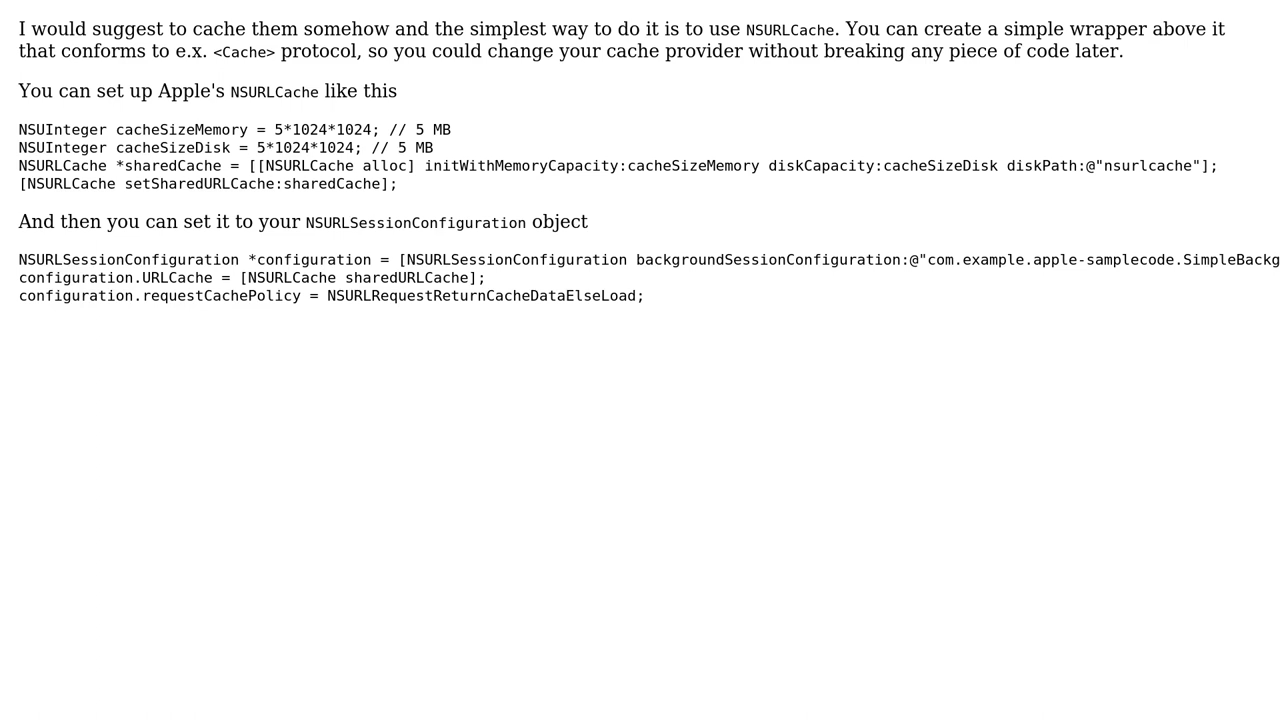 I would suggest to cache them somehow and the simplest way to do it is to use NSURLCache. You can create a simple wrapper above it
that conforms to e.x. <Cache> protocol, so you could change your cache provider without breaking any piece of code later.
You can set up Apple's NSURLCache like this
NSUInteger cacheSizeMemory = 5*1024*1024; // 5 MB
NSUInteger cacheSizeDisk = 5*1024*1024; // 5 MB
NSURLCache *sharedCache = [[NSURLCache alloc] initWithMemoryCapacity:cacheSizeMemory diskCapacity:cacheSizeDisk diskPath:@"nsurlcache"];
[NSURLCache setSharedURLCache:sharedCache];
And then you can set it to your NSURLSessionConfiguration object
NSURLSessionConfiguration *configuration = [NSURLSessionConfiguration backgroundSessionConfiguration:@"com.example.apple-samplecode.SimpleBackg
configuration.URLCache = [NSURLCache sharedURLCache];
configuration.requestCachePolicy = NSURLRequestReturnCacheDataElseLoad;